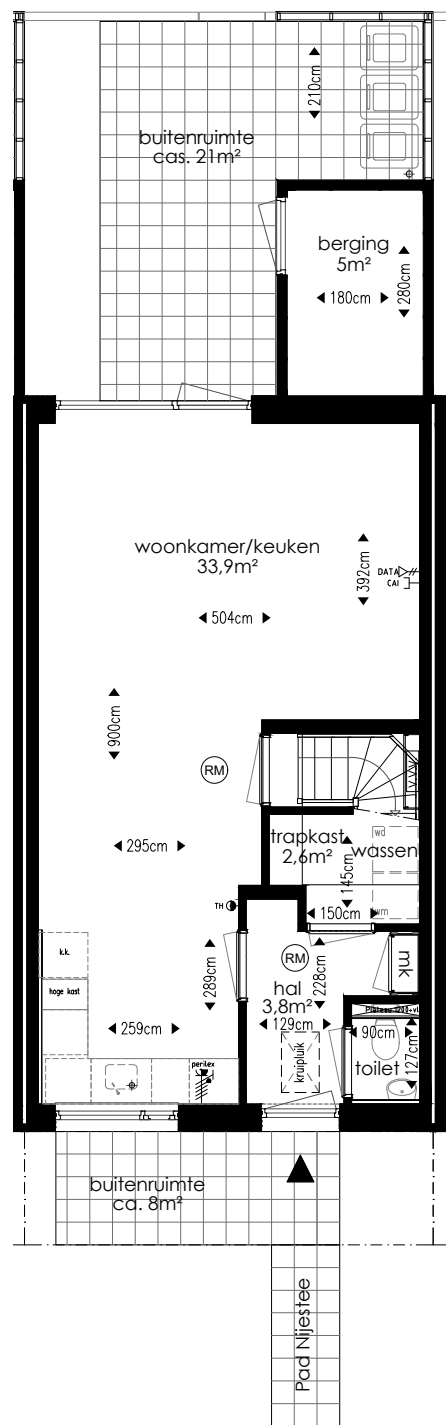 210cm
buitenruimte
cas. 21m²
berging
5m²
180cm
280cm
woonkamer/keuken
33,9m²
392cm
DATA
CAI
504cm
900cm
RM
trapkast
2,6m²
wd
wassen
145cm
wm
295cm
TH
150cm
k.k.
hoge kast
289cm
RM
hal
3,8m²
228cm
mk
129cm
259cm
90cm
127cm
toilet
kruipluik
perilex
buitenruimte
ca. 8m²
Pad Nijestee